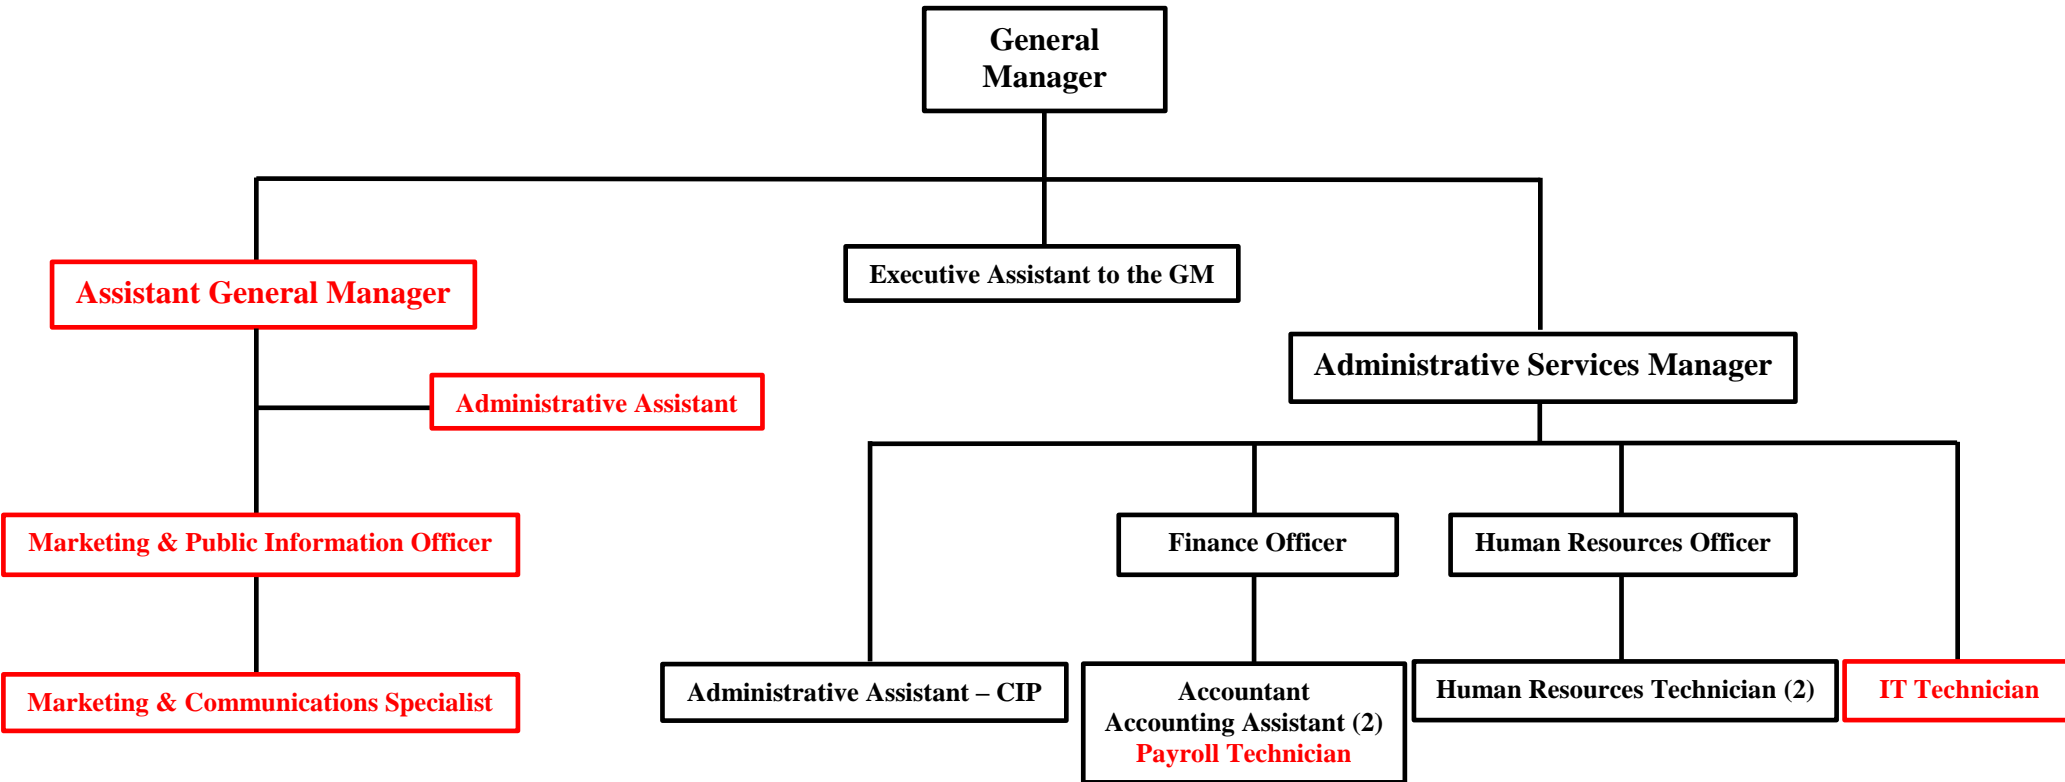 General
Manager
Executive Assistant to the GM
Assistant General Manager
Administrative Services Manager
Administrative Assistant
Marketing & Public Information Officer
Finance Officer
Human Resources Officer
Marketing & Communications Specialist
Administrative Assistant – CIP
Accountant
Accounting Assistant (2)
Payroll Technician
Human Resources Technician (2)
IT Technician